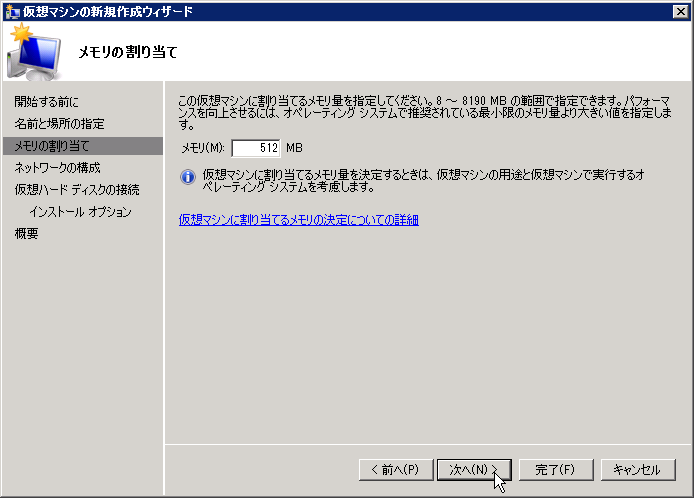 仮想マシンの新規作成ウィザード
メモリの割り当て
開始する前に
名前と場所の指定
メモリの割り当て
ネットワークの構成
仮想ハード ディスクの接続
インストール オプション
概要
この仮想マシンに割り当てるメモリ量を指定してください。8 ～ 8190 MB の範囲で指定できます。パフォーマ
ンスを向上させるには、オペレーティング システムで推奨されている最小限のメモリ量より大きい値を指定しま
す。
メモリ(M): 512 MB
仮想マシンに割り当てるメモリ量を決定するときは、仮想マシンの用途と仮想マシンで実行するオ
ペレーティング システムを考慮します。
仮想マシンに割り当てるメモリの決定についての詳細
< 前へ(P) 次へ(N) > 完了(F) キャンセル